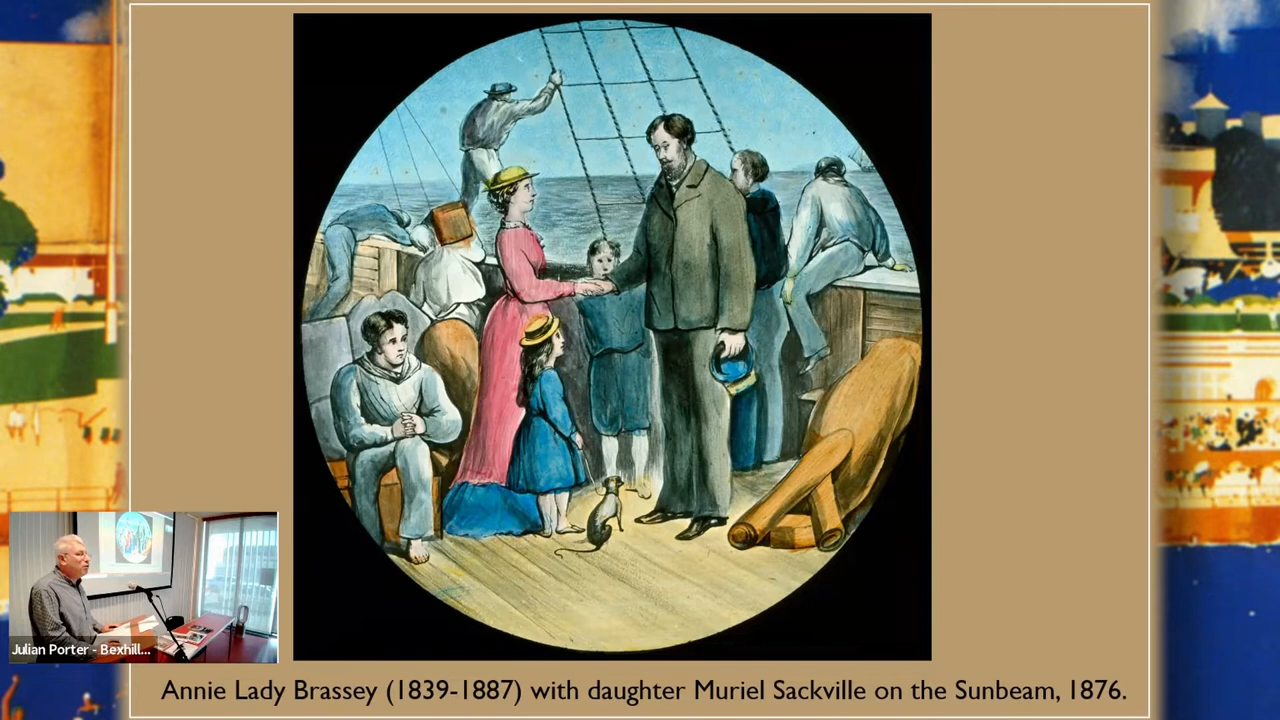 Julian Porter - Bexhill...
Annie Lady Brassey (1839-1887) with daughter Muriel Sackville on the Sunbeam, 1876.